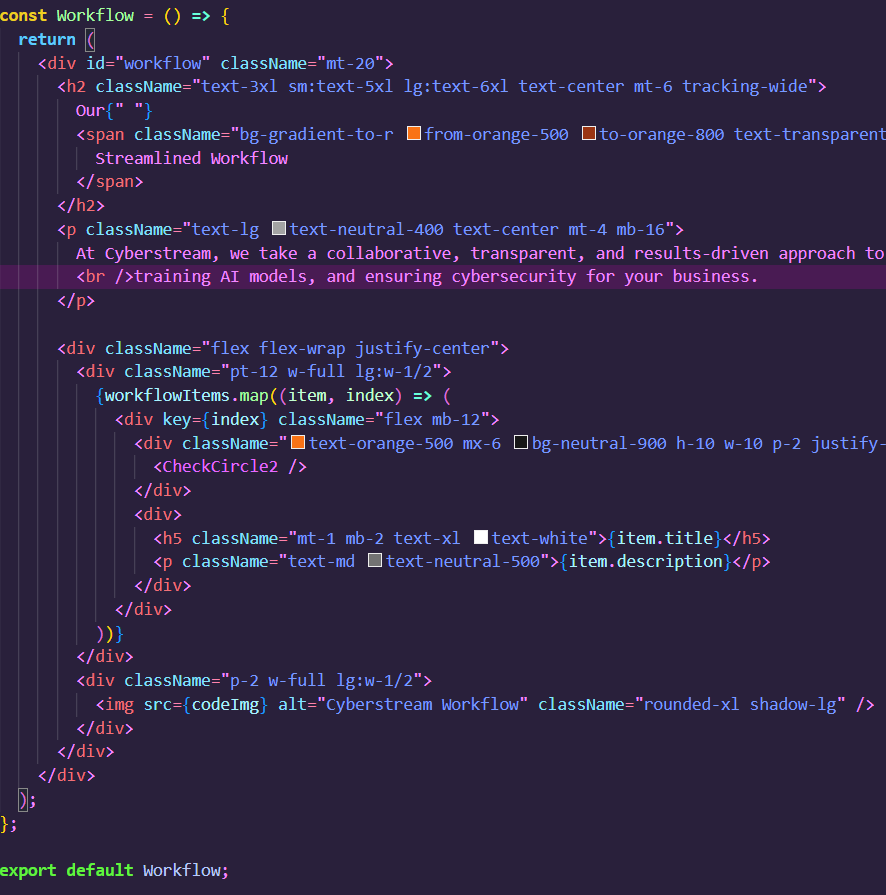 const Workflow = () => {
  return (
    <div id="workflow" className="mt-20">
      <h2 className="text-3xl sm:text-5xl lg:text-6xl text-center mt-6 tracking-wide">
        Our{" "}
        <span className="bg-gradient-to-r from-orange-500 to-orange-800 text-transparent
          Streamlined Workflow
        </span>
      </h2>
      <p className="text-lg text-neutral-400 text-center mt-4 mb-16">
        At Cyberstream, we take a collaborative, transparent, and results-driven approach to
        <br />training AI models, and ensuring cybersecurity for your business.
      </p>

      <div className="flex flex-wrap justify-center">
        <div className="pt-12 w-full lg:w-1/2">
          {workflowItems.map((item, index) => (
            <div key={index} className="flex mb-12">
              <div className="text-orange-500 mx-6 bg-neutral-900 h-10 w-10 p-2 justify-
                <CheckCircle2 />
              </div>
              <div>
                <h5 className="mt-1 mb-2 text-xl text-white">{item.title}</h5>
                <p className="text-md text-neutral-500">{item.description}</p>
              </div>
            </div>
          ))}
        </div>
        <div className="p-2 w-full lg:w-1/2">
          <img src={codeImg} alt="Cyberstream Workflow" className="rounded-xl shadow-lg" />
        </div>
      </div>
    </div>
  );
};

export default Workflow;